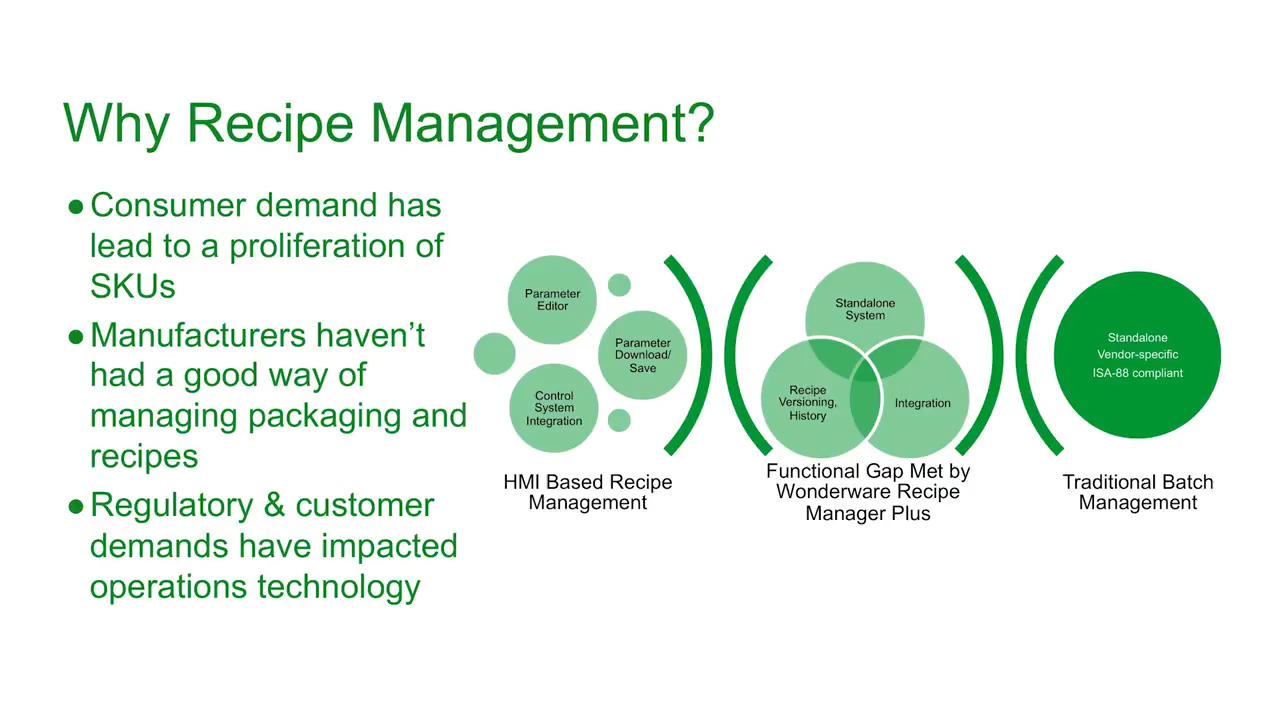 Why Recipe Management?
●Consumer demand has
lead to a proliferation of
SKUs
●Manufacturers haven’t
had a good way of
managing packaging and
recipes
●Regulatory & customer
demands have impacted
operations technology
Parameter
Editor
Parameter
Download/
Save
Control
System
Integration
HMI Based Recipe
Management
Standalone
System
Recipe
Versioning,
History
Integration
Functional Gap Met by
Wonderware Recipe
Manager Plus
Standalone
Vendor-specific
ISA-88 compliant
Traditional Batch
Management